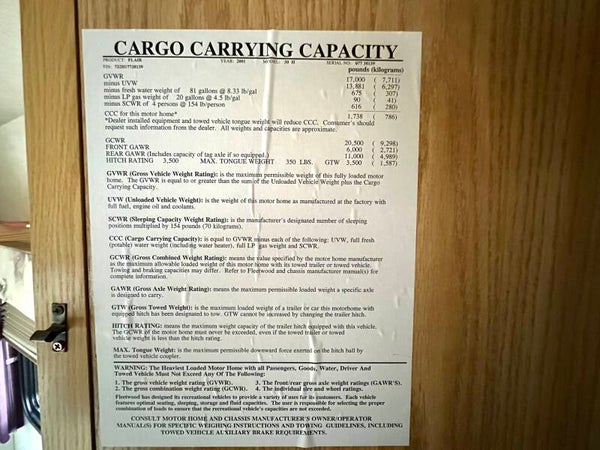 CARGO CARRYING CAPACITY
PRODUCT: FLAIR YEAR: 2001 MODEL: 30 H SERIAL NO:
VIN:
pounds (kilograms)
GVWR 17,000 ( 7,711)
minus UVW 13,881 ( 6,297)
minus fresh water weight of 81 gallons @ 8.33 lb/gal 675 ( 307)
minus LP gas weight of 20 gallons @ 4.5 lb/gal 90 ( 41)
minus SCWR of 4 persons @ 154 lb/person 616 ( 280)
CCC for this motor home* 1,738 ( 786)
*Dealer installed equipment and towed vehicle tongue weight will reduce CCC. Consumer's should
request such information from the dealer. All weights and capacities are approximate.
GCWR 20,500 ( 9,298)
FRONT GAWR 6,000 ( 2,721)
REAR GAWR (Includes capacity of tag axle if so equipped.) 11,000 ( 4,989)
HITCH RATING 3,500 MAX. TONGUE WEIGHT 350 LBS. GTW 3,500 ( 1,587)
GVWR (Gross Vehicle Weight Rating): is the maximum permissible weight of this fully loaded motor
home. The GVWR is equal to or greater than the sum of the Unloaded Vehicle Weight plus the Cargo
Carrying Capacity.
UVW (Unloaded Vehicle Weight): is the weight of this motor home as manufactured at the factory with
full fuel, engine oil and coolants.
SCWR (Sleeping Capacity Weight Rating): is the manufacturer's designated number of sleeping
positions multiplied by 154 pounds (70 kilograms).
CCC (Cargo Carrying Capacity): is equal to GVWR minus each of the following: UVW, full fresh
(potable) water weight (including water heater), full LP gas weight and SCWR.
GCWR (Gross Combined Weight Rating): means the value specified by the motor home manufacturer
as the maximum allowable loaded weight of this motor home with its towed trailer or towed vehicle.
Towing and braking capacities may differ. Refer to Fleetwood and chassis manufacturer manual(s) for
complete information.
GAWR (Gross Axle Weight Rating): means the maximum permissible loaded weight a specific axle
is designed to carry.
GTW (Gross Towed Weight): is the maximum loaded weight of a trailer or car this motorhome with
equipped hitch has been designed to tow. GTW cannot be increased by changing the trailer hitch.
HITCH RATING: means the maximum weight capacity of the trailer hitch equipped with this vehicle.
The GCWR of the motor home must never be exceeded, even if the towed trailer or towed
vehicle weight is less than the hitch rating.
MAX. Tongue Weight: is the maximum permissible downward force exerted on the hitch ball by
the towed vehicle coupler.
WARNING: The Heaviest Loaded Motor Home with all Passengers, Goods, Water, Driver And
Towed Vehicle Must Not Exceed Any Of The Following:
1. The gross vehicle weight rating (GVWR). 3. The front/rear gross axle weight ratings (GAWR'S).
2. The gross combination weight rating (GCWR). 4. The individual tire and wheel ratings.
Fleetwood has designed its recreational vehicles to provide a variety of uses for its customers. Each vehicle
features optimal seating, sleeping, storage and fluid capacities. The user is responsible for selecting the proper
combination of loads to ensure that the recreational vehicle's capacities are not exceeded.
CONSULT MOTOR HOME AND CHASSIS MANUFACTURER'S OWNER/OPERATOR
MANUAL(S) FOR SPECIFIC WEIGHING INSTRUCTIONS AND TOWING GUIDELINES, INCLUDING
TOWED VEHICLE AUXILIARY BRAKE REQUIREMENTS.